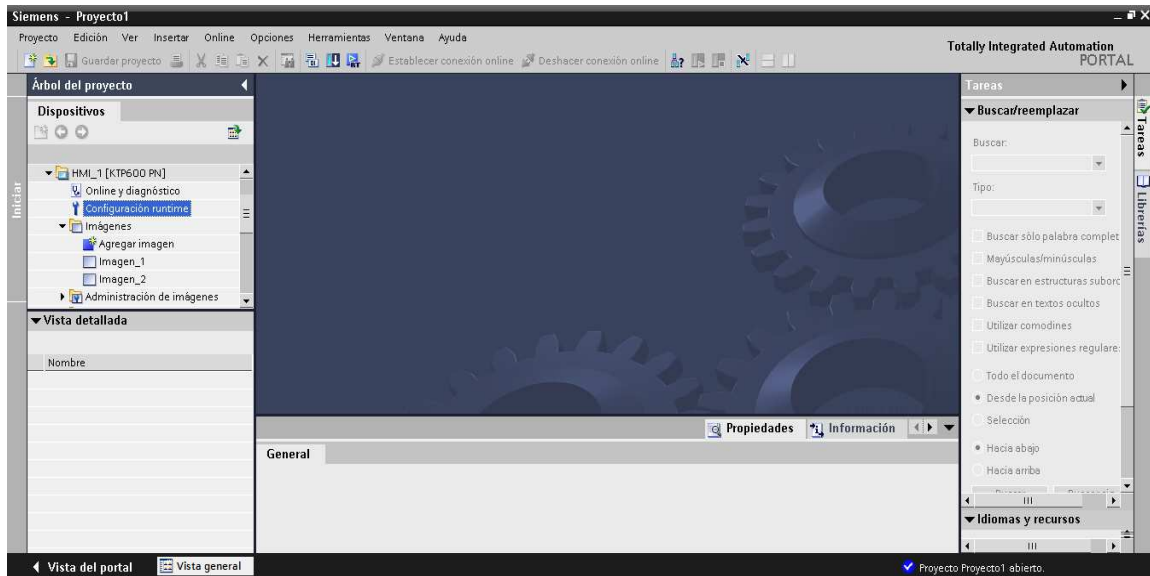 Siemens - Proyecto1
Proyecto Edición Ver Insertar Online Opciones Herramientas Ventana Ayuda
Totally Integrated Automation
PORTAL
Guardar proyecto
Establecer conexión online
Deshacer conexión online
Iniciar
Árbol del proyecto
Dispositivos
HMI_1 [KTP600 PN]
Online y diagnóstico
Configuración runtime
Imágenes
Agregar imagen
Imagen_1
Imagen_2
Administración de imágenes
Vista detallada
Nombre
Propiedades
Información
General
Tareas
Buscar/reemplazar
Buscar:
Tipo:
Buscar sólo palabra complet
Mayúsculas/minúsculas
Buscar en estructuras suborc
Buscar en textos ocultos
Utilizar comodines
Utilizar expresiones regulare
Todo el documento
Desde la posición actual
Selección
Hacia abajo
Hacia arriba
Idiomas y recursos
Tareas
Librerías
Vista del portal
Vista general
Proyecto Proyecto1 abierto.